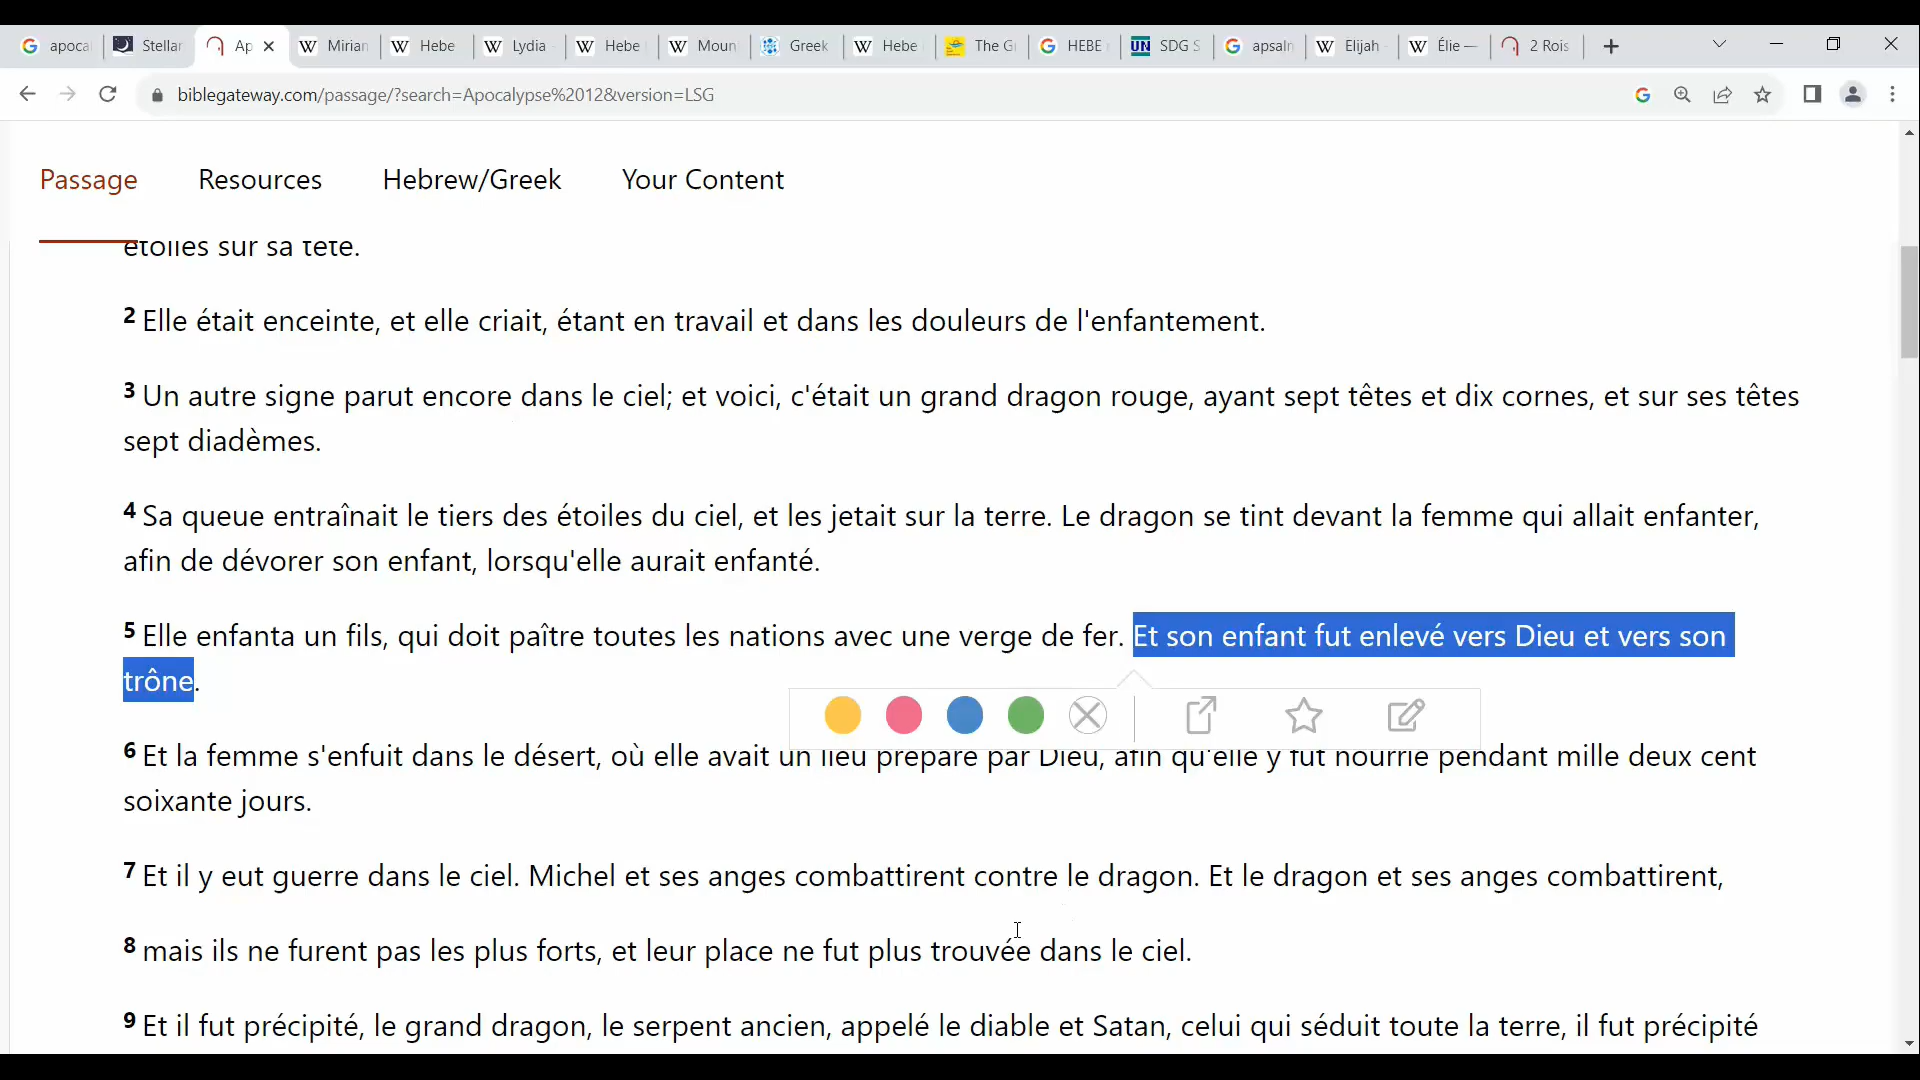 apoca Stellar Ap Mirian Hebe Lydia Hebe Moun Greek Hebe The G HEBE SDG S apsaln Elijah Élie — 2 Rois
biblegateway.com/passage/?search=Apocalypse%2012&version=LSG
Passage Resources Hebrew/Greek Your Content
étoiles sur sa tête.
2 Elle était enceinte, et elle criait, étant en travail et dans les douleurs de l'enfantement.
3 Un autre signe parut encore dans le ciel; et voici, c'était un grand dragon rouge, ayant sept têtes et dix cornes, et sur ses têtes
sept diadèmes.
4 Sa queue entraînait le tiers des étoiles du ciel, et les jetait sur la terre. Le dragon se tint devant la femme qui allait enfanter,
afin de dévorer son enfant, lorsqu'elle aurait enfanté.
5 Elle enfanta un fils, qui doit paître toutes les nations avec une verge de fer. Et son enfant fut enlevé vers Dieu et vers son
trône.
6 Et la femme s'enfuit dans le désert, où elle avait un lieu préparé par Dieu, afin qu'elle y fut nourrie pendant mille deux cent
soixante jours.
7 Et il y eut guerre dans le ciel. Michel et ses anges combattirent contre le dragon. Et le dragon et ses anges combattirent,
8 mais ils ne furent pas les plus forts, et leur place ne fut plus trouvée dans le ciel.
9 Et il fut précipité, le grand dragon, le serpent ancien, appelé le diable et Satan, celui qui séduit toute la terre, il fut précipité